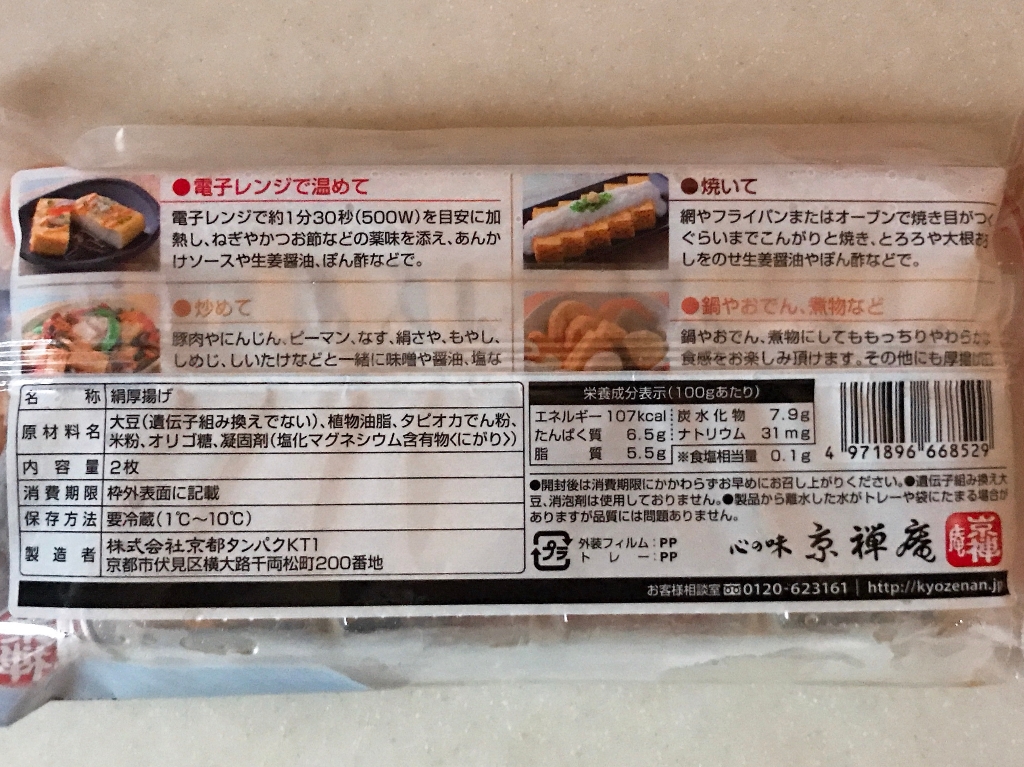 ●電子レンジで温めて
電子レンジで約1分30秒(500W)を目安に加
熱し、ねぎやかつお節などの薬味を添え、あんか
けソースや生姜醤油、ぽん酢などで。
●焼いて
網やフライパンまたはオーブンで焼き目がつく
ぐらいまでこんがりと焼き、とろろや大根おろ
しをのせ生姜醤油やぽん酢などで。
●炒めて
豚肉やにんじん、ピーマン、なす、絹さや、もやし、
しめじ、しいたけなどと一緒に味噌や醤油、塩な
●鍋やおでん、煮物など
鍋やおでん、煮物にしてももっちりやわらか
食感をお楽しみ頂けます。その他にも厚揚
名称 絹厚揚げ
原材料名 大豆(遺伝子組み換えでない)、植物油脂、タピオカでん粉、
米粉、オリゴ糖、凝固剤(塩化マグネシウム含有物<にがり>)
内容量 2枚
消費期限 枠外表面に記載
保存方法 要冷蔵(1℃〜10℃)
製造者 株式会社京都タンパクKT1
京都市伏見区横大路千両松町200番地
栄養成分表示(100gあたり)
エネルギー 107kcal 炭水化物 7.9g
たんぱく質 6.5g ナトリウム 31mg
脂質 5.5g ※食塩相当量 0.1g
4 971896 668529
●開封後は消費期限にかかわらずお早めにお召し上がりください。●遺伝子組み換え大
豆、消泡剤は使用しておりません。●製品から離水した水がトレーや袋にたまる場合が
ありますが品質には問題ありません。
プラ
外装フィルム:PP
トレー:PP
心の味 京禅庵
京禅庵
お客様相談室 0120-623161 | http://kyozenan.jp